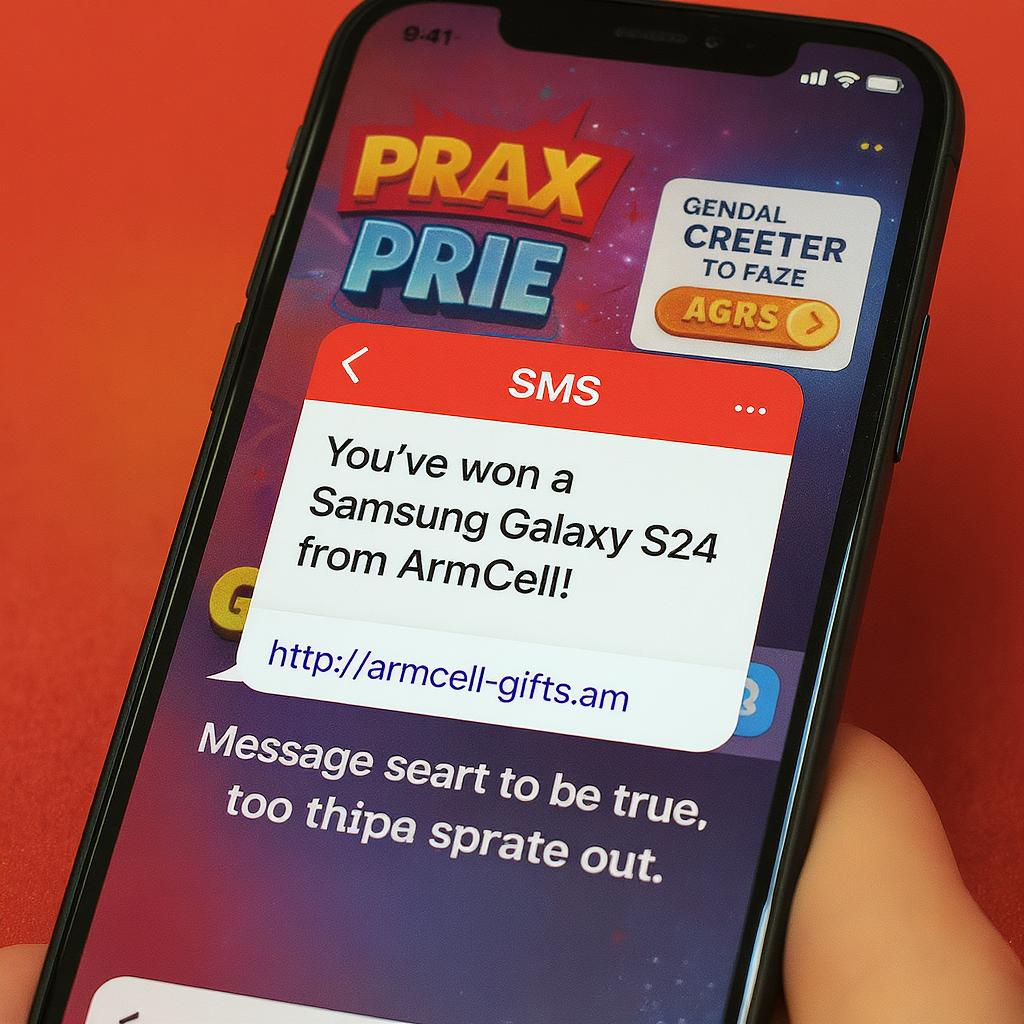 9:41
PRAX
PRIE
GENDAL
CREETER
TO FAZE
AGRS
SMS
You've won a
Samsung Galaxy S24
from ArmCell!
G
http://armcell-gifts.am
Message seart to be true,
too thipa sprate out.